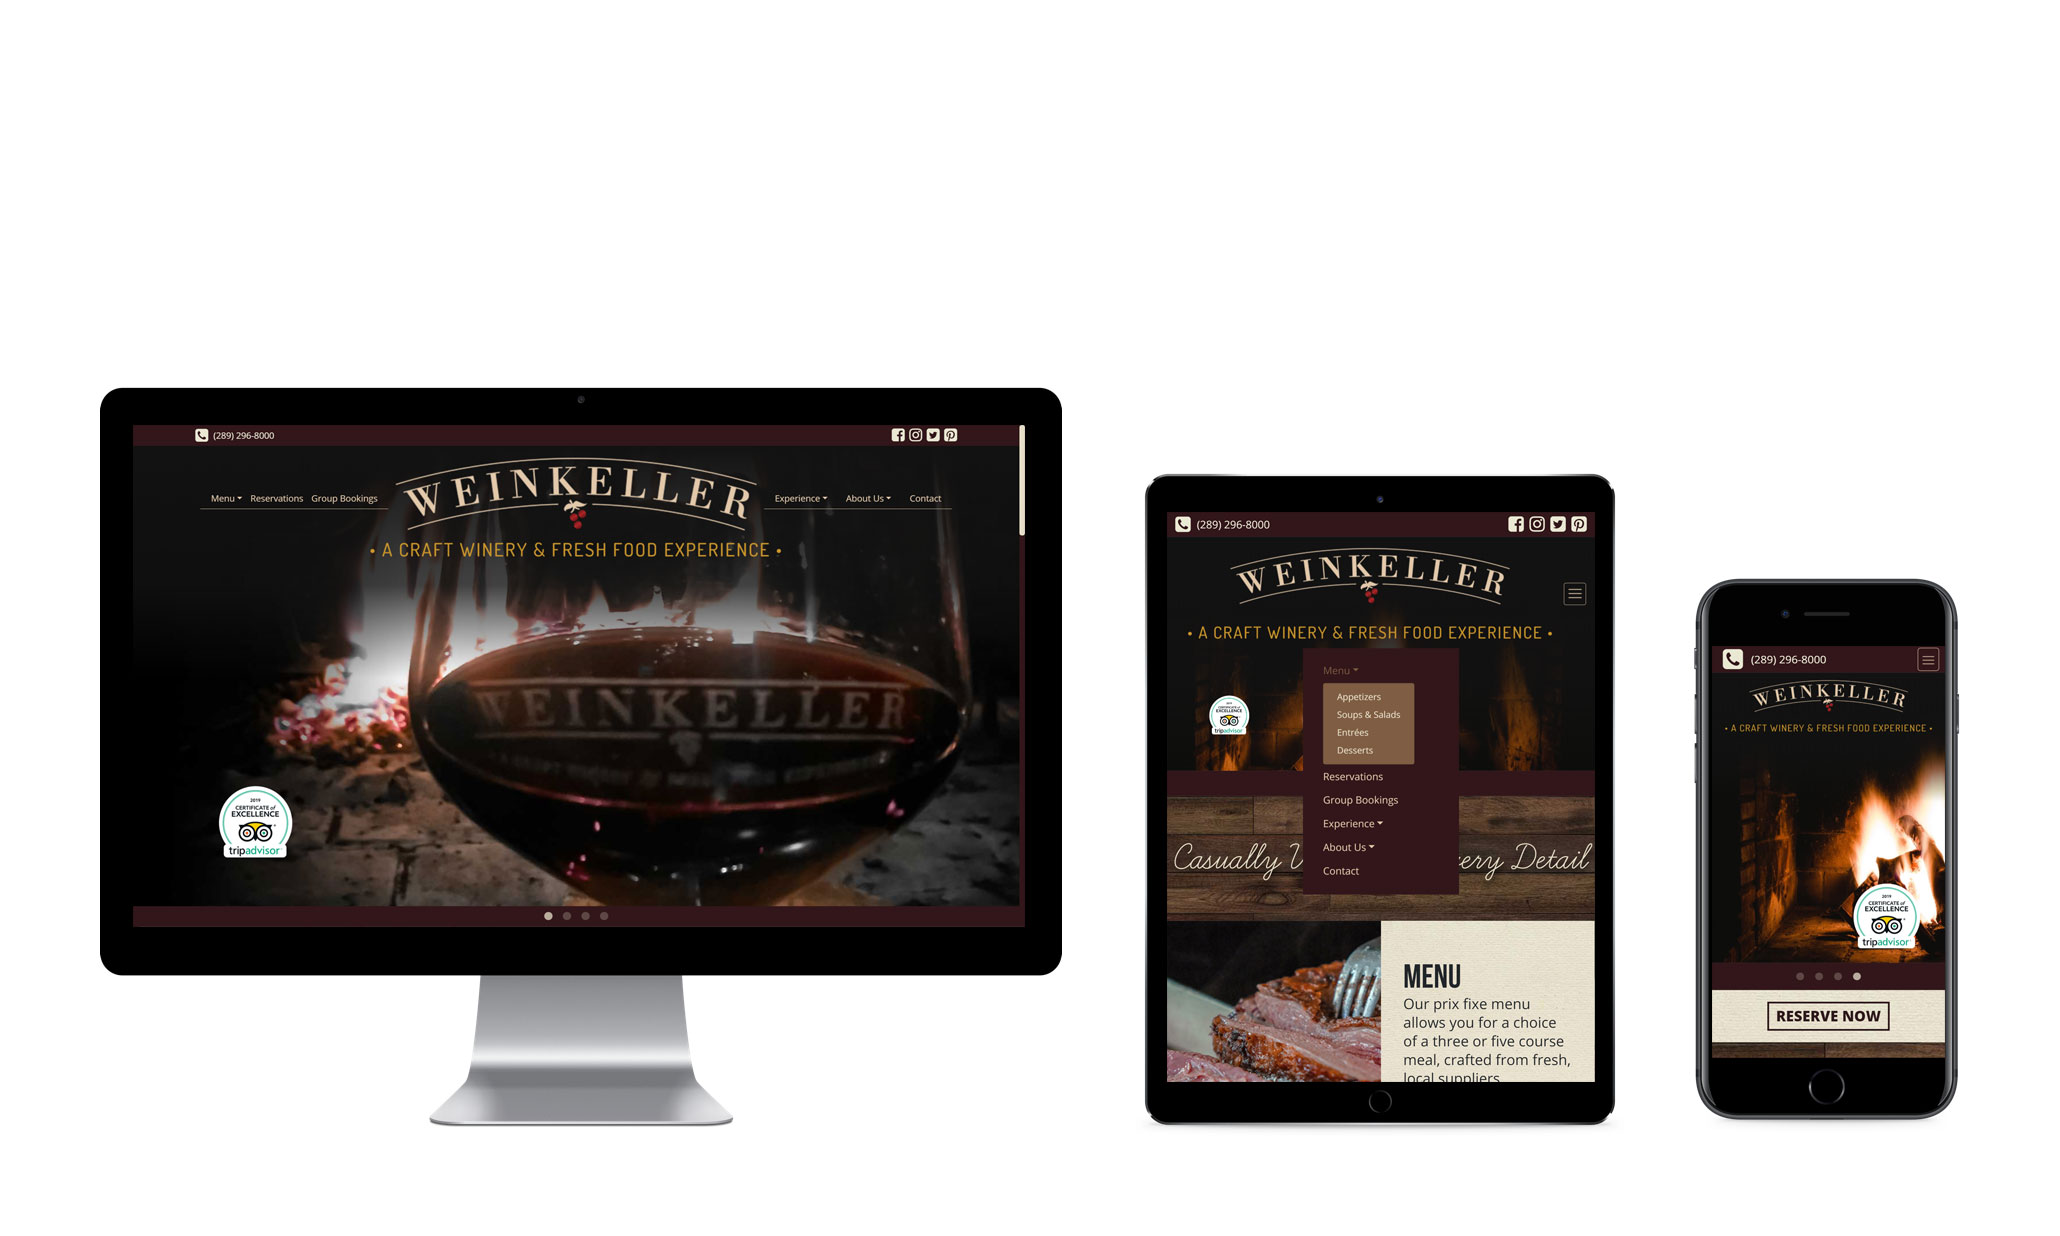 (289) 296-8000
Menu Reservations Group Bookings
WEINKELLER
Experience About Us Contact
• A CRAFT WINERY & FRESH FOOD EXPERIENCE •
WEINKELLER
2019
CERTIFICATE of
EXCELLENCE
tripadvisor
(289) 296-8000
WEINKELLER
• A CRAFT WINERY & FRESH FOOD EXPERIENCE •
Menu
Appetizers
Soups & Salads
Entrées
Desserts
Reservations
Group Bookings
Experience
About Us
Contact
2019
CERTIFICATE of
EXCELLENCE
tripadvisor
Casually Detail
MENU
Our prix fixe menu
allows you for a choice
of a three or five course
meal, crafted from fresh,
local suppliers
(289) 296-8000
WEINKELLER
• A CRAFT WINERY & FRESH FOOD EXPERIENCE •
2019
CERTIFICATE of
EXCELLENCE
tripadvisor
RESERVE NOW